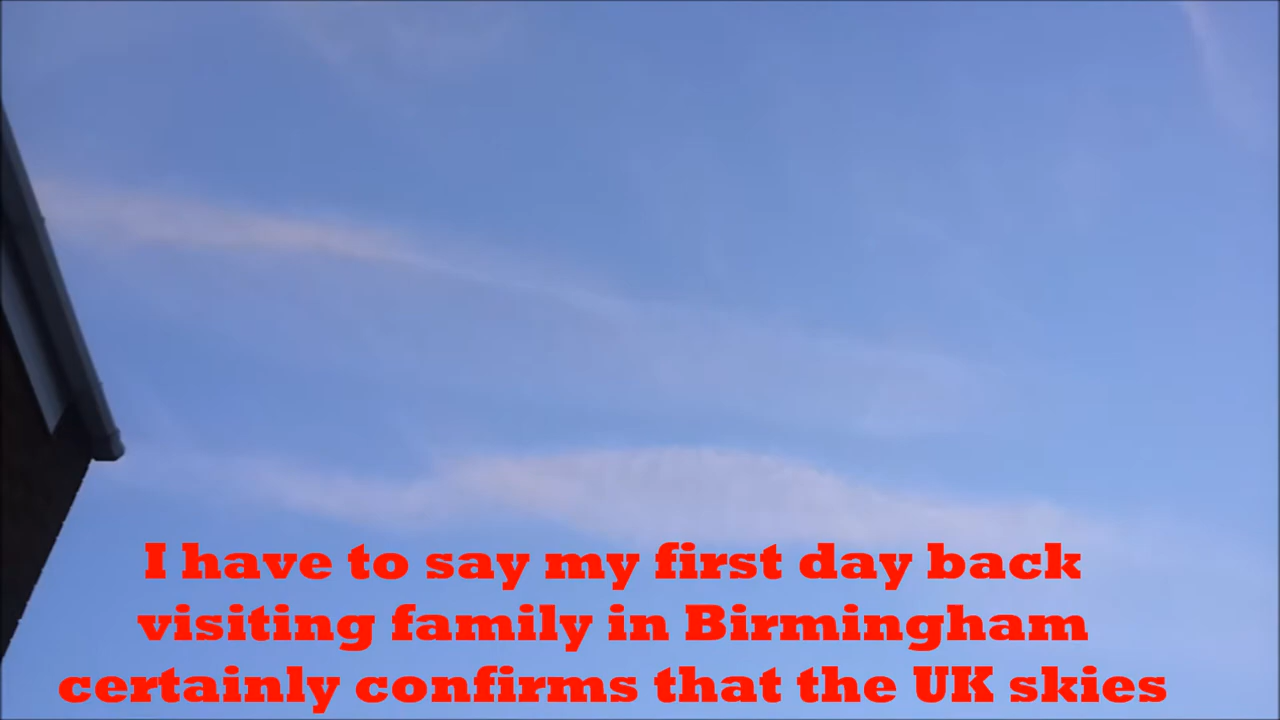 I have to say my first day back
visiting family in Birmingham
certainly confirms that the UK skies